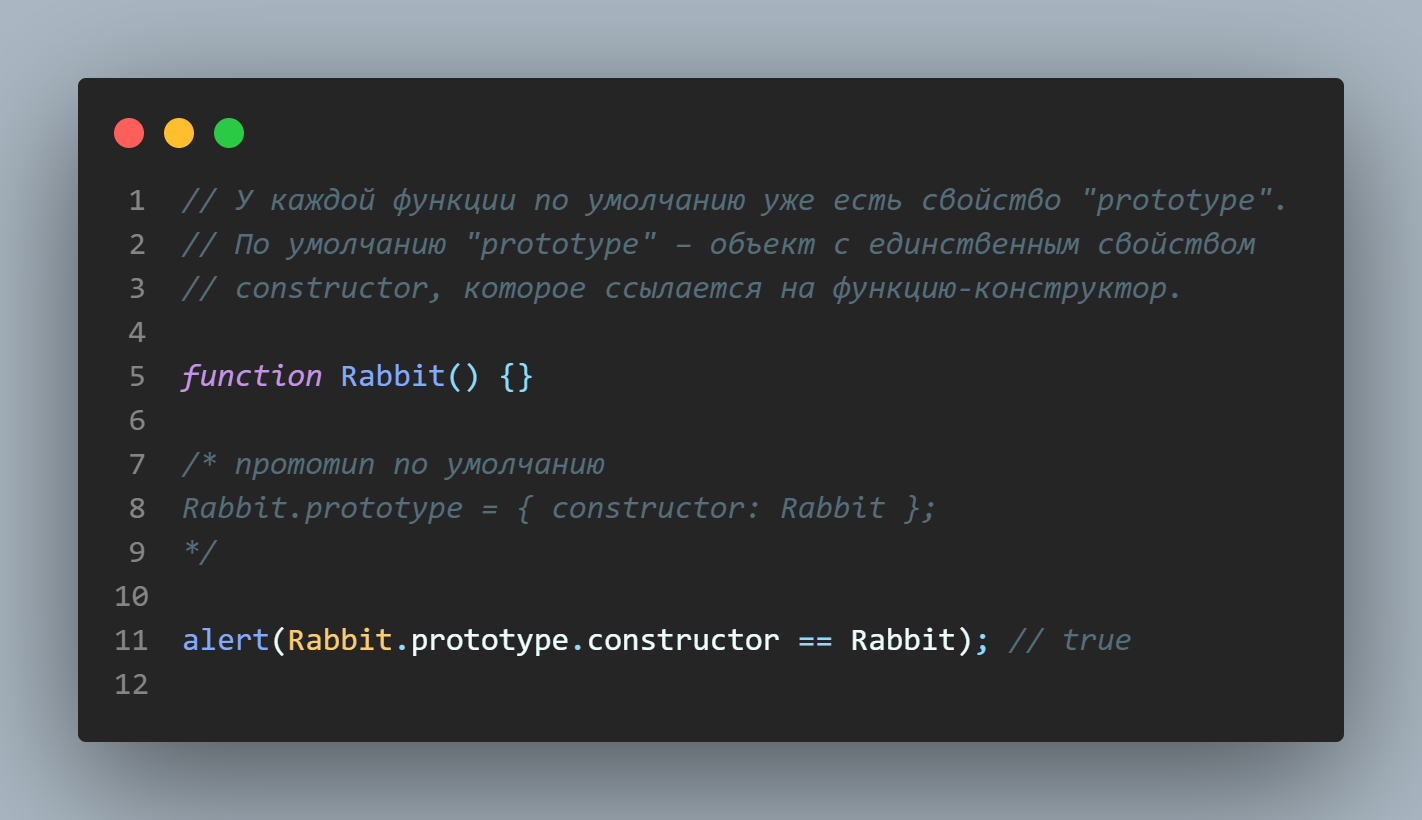 1 // У каждой функции по умолчанию уже есть свойство "prototype".
2 // По умолчанию "prototype" – объект с единственным свойством
3 // constructor, которое ссылается на функцию-конструктор.
4
5 function Rabbit() {}
6
7 /* прототип по умолчанию
8 Rabbit.prototype = { constructor: Rabbit };
9 */
10
11 alert(Rabbit.prototype.constructor == Rabbit); // true
12